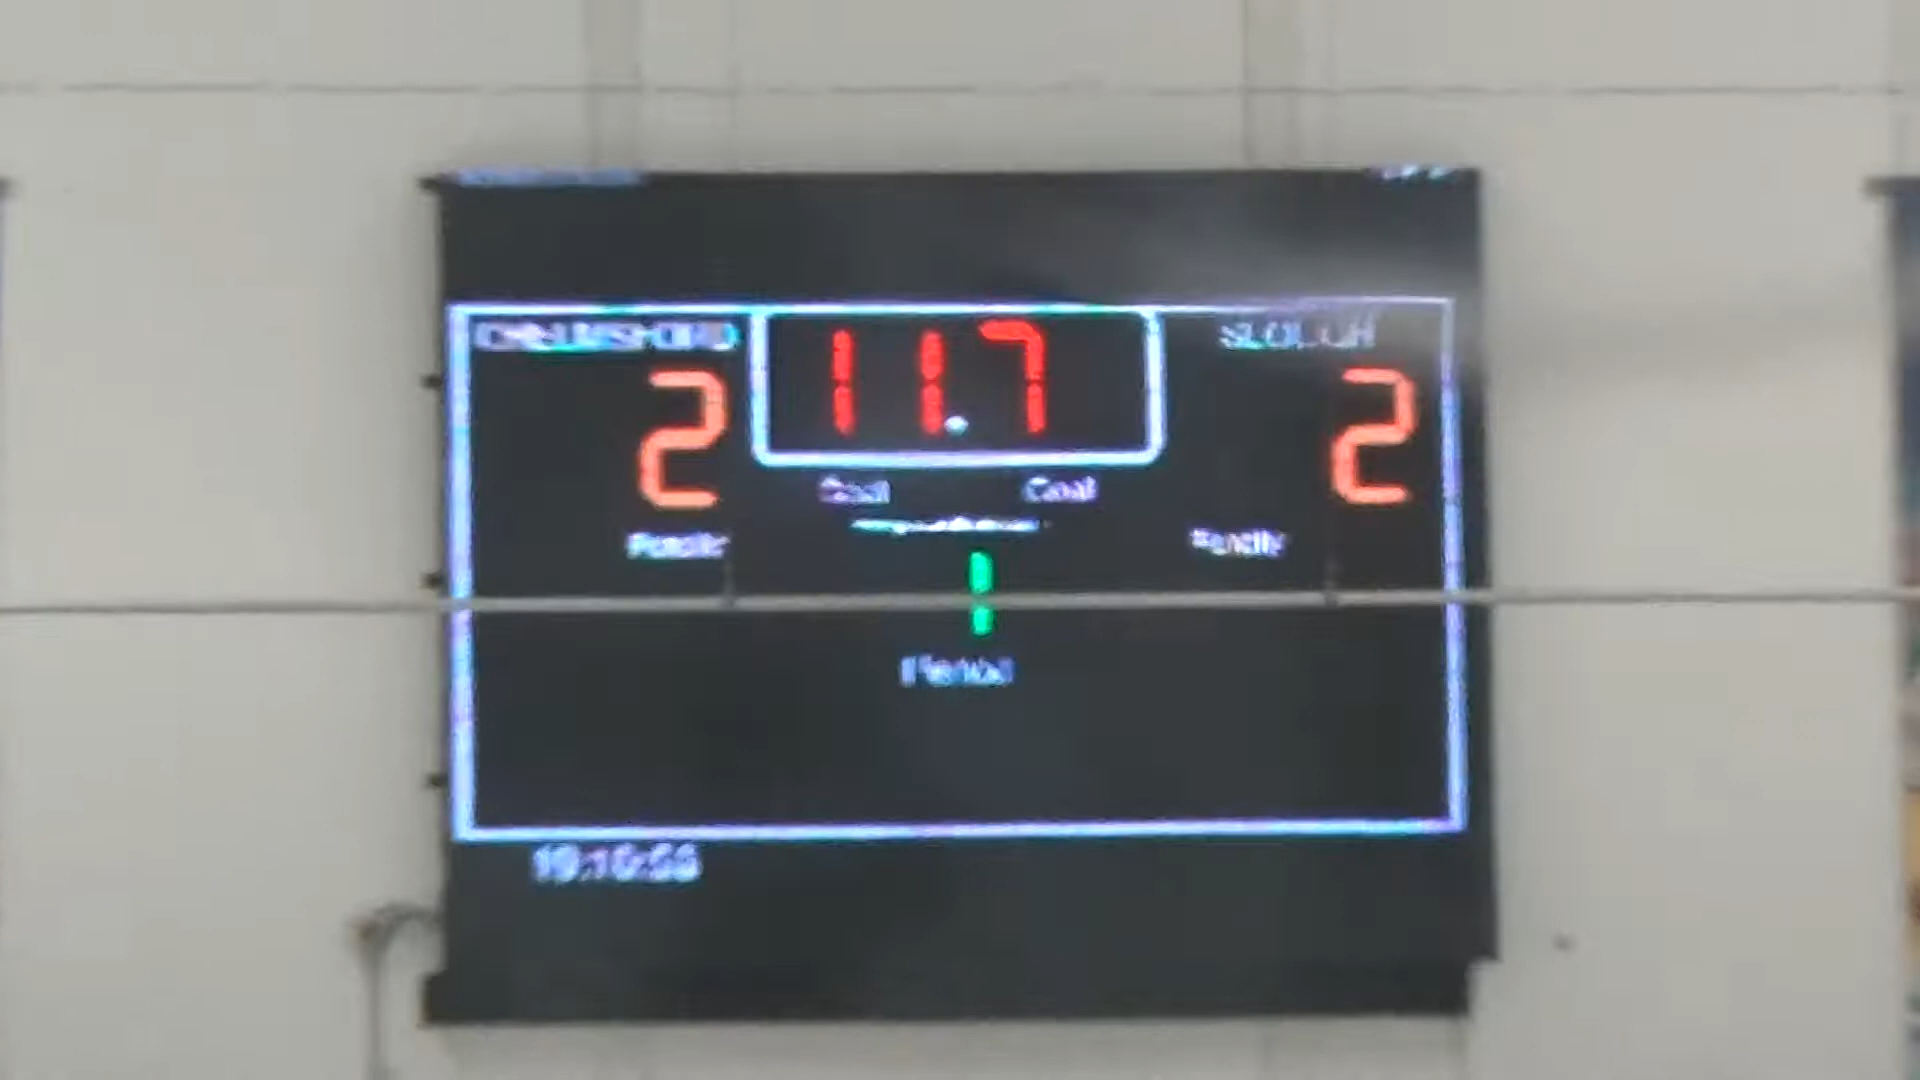 CHELMSFORD 11.7 SLOUGH
2 2
Goal Goal
Penalty Penalty
1
Period